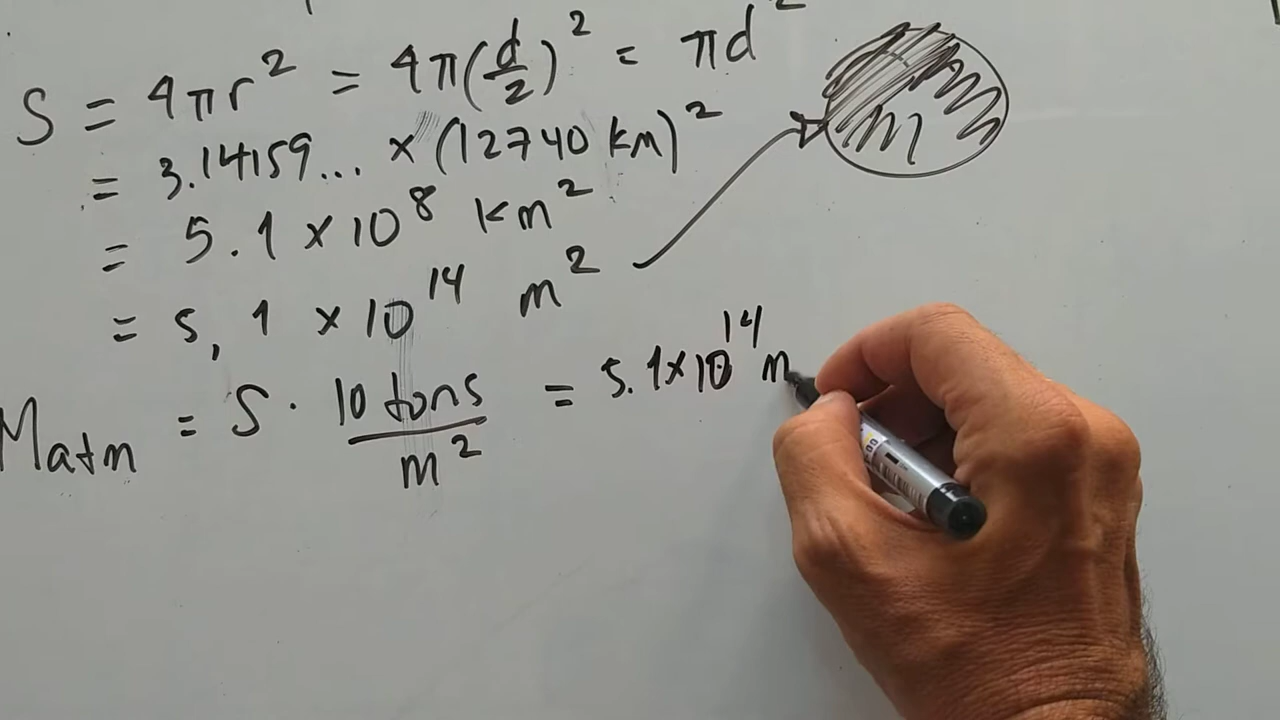 S = 4πr² = 4π(d/2)² = πd²
= 3.14159... × (12740 km)²
= 5.1 × 10⁸ km²
= 5,1 × 10¹⁴ m²
Matm = S · 10 tons / m² = 5.1×10¹⁴ m